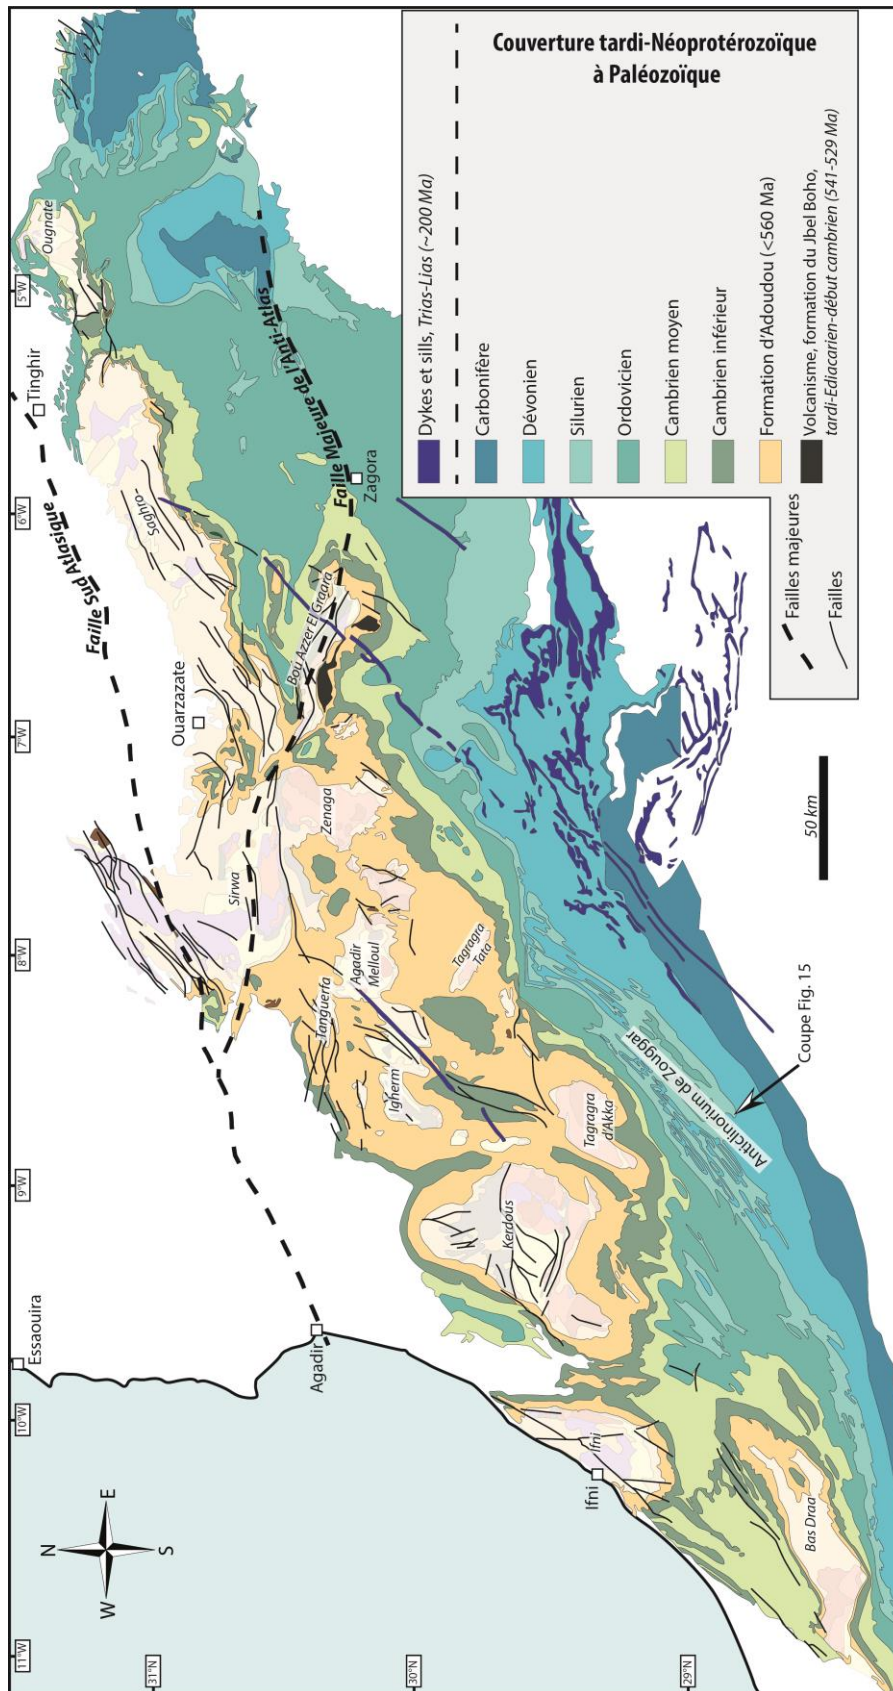 Couverture tardi-Néoprotérozoïque
à Paléozoïque
Dykes et sills, Trias-Lias (~200 Ma)
Carbonifère
Dévonien
Silurien
Ordovicien
Cambrien moyen
Cambrien inférieur
Formation d'Adoudou (<560 Ma)
Volcanisme, formation du Jbel Boho,
tardi-Ediacarien-début cambrien (541-529 Ma)
Failles majeures
Failles
50 km
N
E
S
W
11°W
10°W
9°W
8°W
7°W
6°W
5°W
31°N
30°N
29°N
Essaouira
Agadir
Ifni
Ouarzazate
Tinghir
Zagora
Faille Sud Atlasique
Faille Majeure de l'Anti-Atlas
Ougnate
Saghro-
Bou Azzer El Graara
Sirwa
Zenaga
Tanguerfa
Agadir
Melloul
Tagragra
Tata
Igherm
Tagragra
d'Akka
Kerdous
Ifni
Bas Draa
Anticlinorium de Zouggar
Coupe Fig. 15